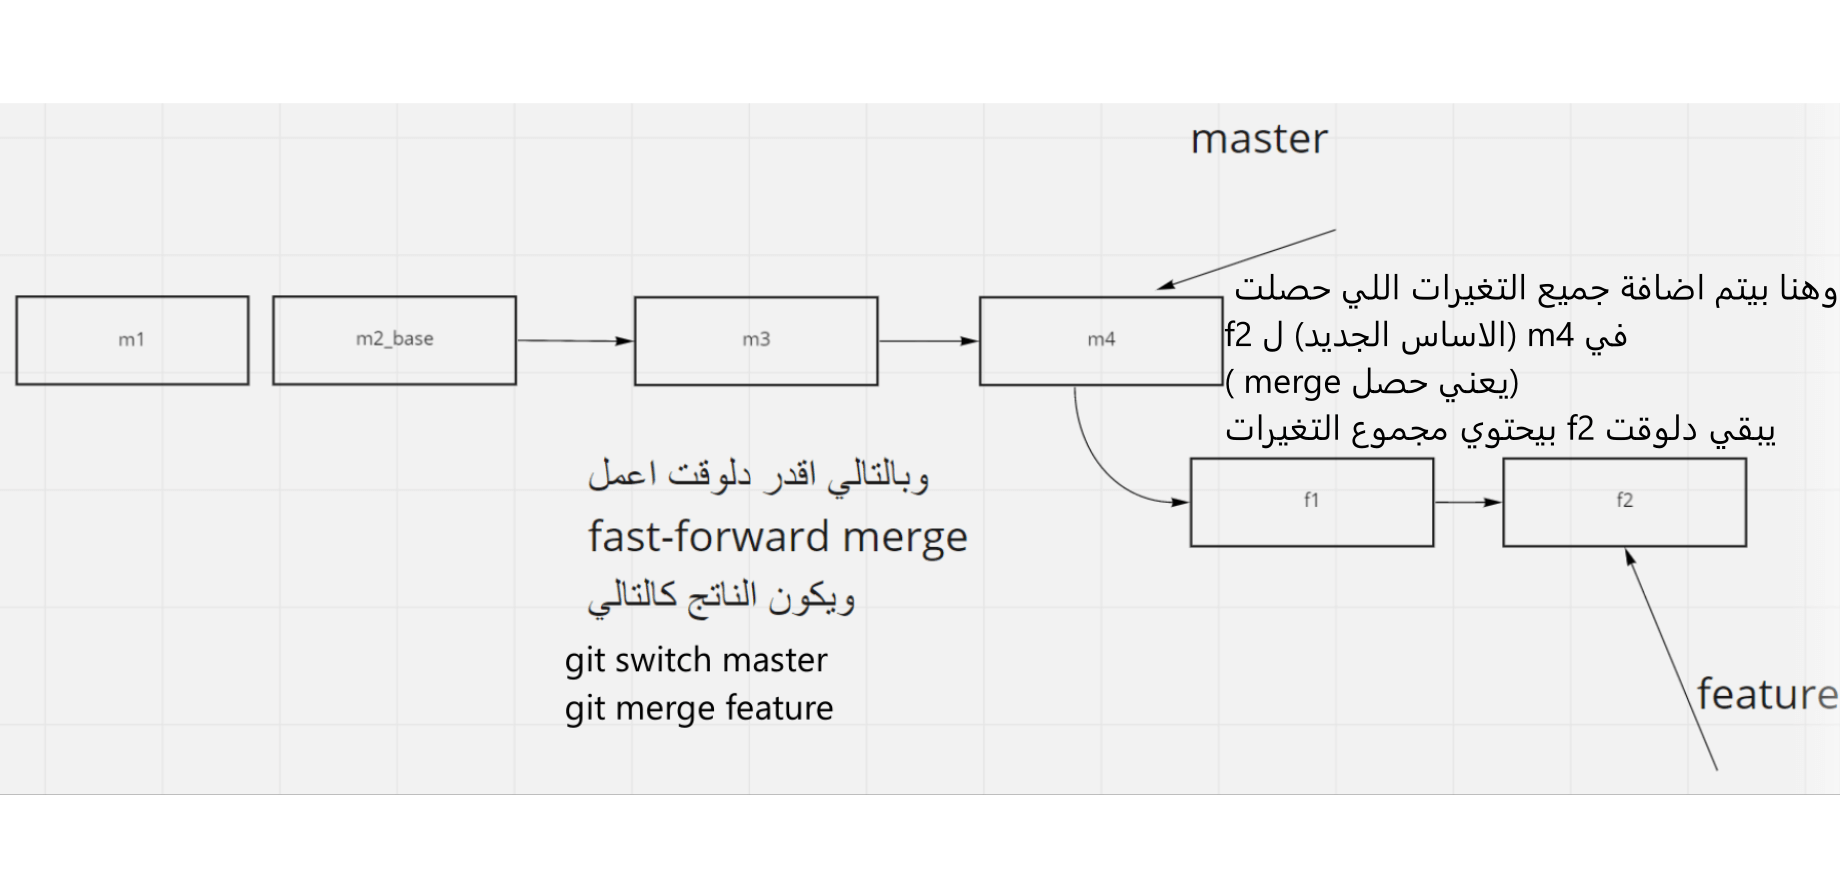 master
وهنا بيتم اضافة جميع التغيرات اللي حصلت
في m4 (الاساس الجديد) ل f2
(يعني حصل merge )
يبقي دلوقت f2 بيحتوي مجموع التغيرات
m1
m2_base
m3
m4
f1
f2
وبالتالي اقدر دلوقت اعمل
fast-forward merge
ويكون الناتج كالتالي
git switch master
git merge feature
feature